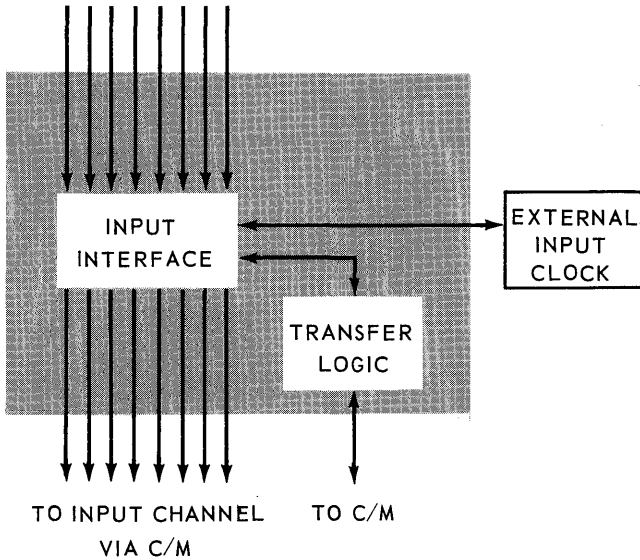 INPUT
INTERFACE
EXTERNAL
INPUT
CLOCK
TRANSFER
LOGIC
TO INPUT CHANNEL
VIA C/M
TO C/M